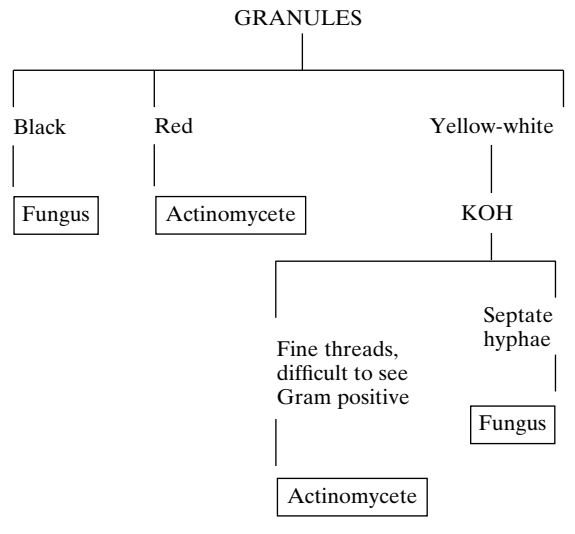 GRANULES
Black
Red
Yellow-white
Fungus
Actinomycete
KOH
Fine threads,
difficult to see
Gram positive
Septate
hyphae
Fungus
Actinomycete